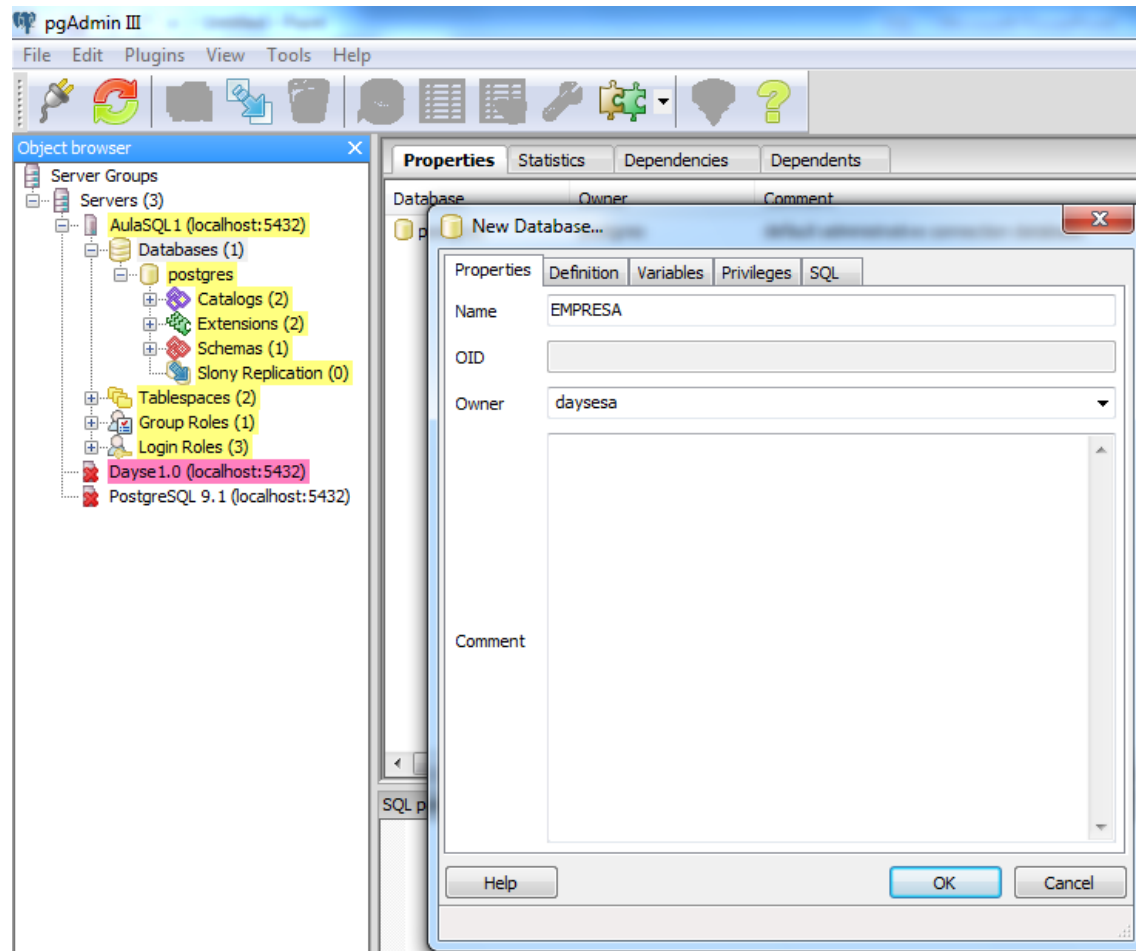 pgAdmin III
File Edit Plugins View Tools Help
Object browser
Server Groups
Servers (3)
AulaSQL1 (localhost:5432)
Databases (1)
postgres
Catalogs (2)
Extensions (2)
Schemas (1)
Slony Replication (0)
Tablespaces (2)
Group Roles (1)
Login Roles (3)
Dayse1.0 (localhost:5432)
PostgreSQL 9.1 (localhost:5432)
Properties Statistics Dependencies Dependents
Database Owner Comment
p
New Database...
Properties Definition Variables Privileges SQL
Name EMPRESA
OID
Owner daysesa
Comment
SQL p
Help OK Cancel